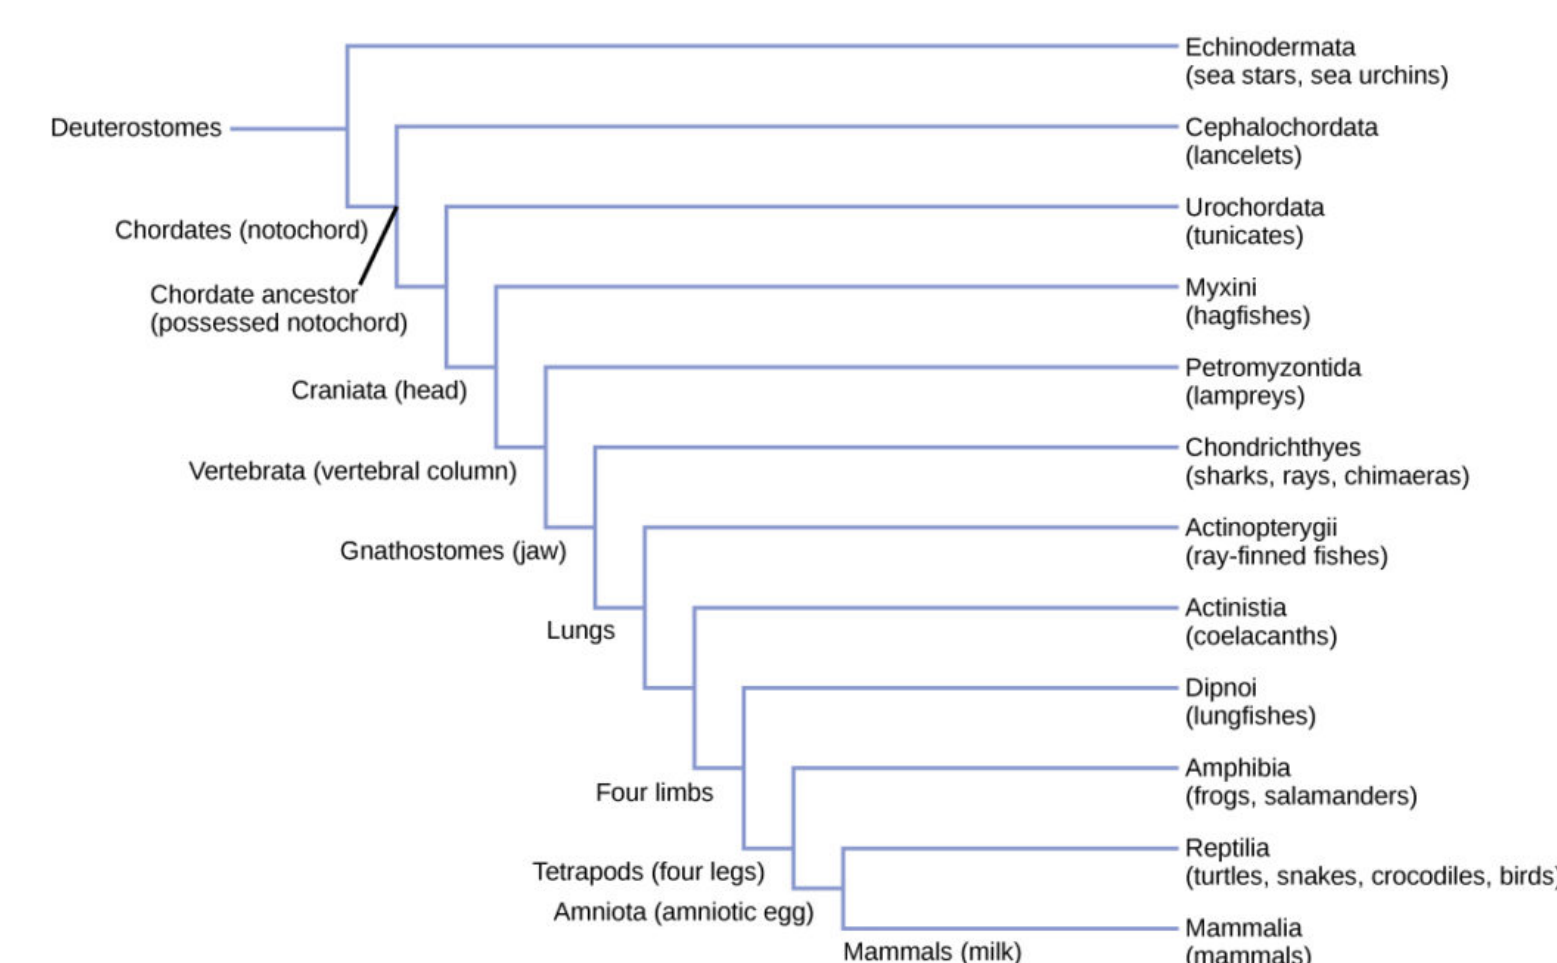 Echinodermata
(sea stars, sea urchins)
Deuterostomes
Cephalochordata
(lancelets)
Urochordata
(tunicates)
Chordates (notochord)
Chordate ancestor
(possessed notochord)
Myxini
(hagfishes)
Craniata (head)
Petromyzontida
(lampreys)
Vertebrata (vertebral column)
Chondrichthyes
(sharks, rays, chimaeras)
Gnathostomes (jaw)
Actinopterygii
(ray-finned fishes)
Lungs
Actinistia
(coelacanths)
Dipnoi
(lungfishes)
Four limbs
Amphibia
(frogs, salamanders)
Tetrapods (four legs)
Reptilia
(turtles, snakes, crocodiles, birds)
Amniota (amniotic egg)
Mammalia
(mammals)
Mammals (milk)